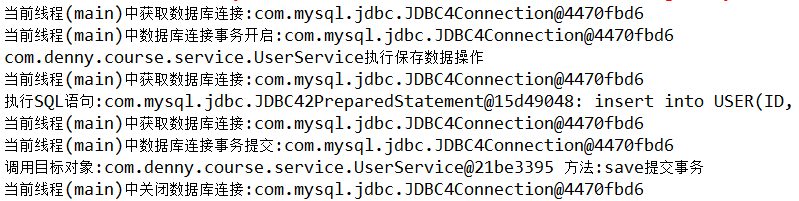 当前线程(main)中获取数据库连接:com.mysql.jdbc.JDBC4Connection@4470fbd6
当前线程(main)中数据库连接事务开启:com.mysql.jdbc.JDBC4Connection@4470fbd6
com.denny.course.service.UserService执行保存数据操作
当前线程(main)中获取数据库连接:com.mysql.jdbc.JDBC4Connection@4470fbd6
执行SQL语句:com.mysql.jdbc.JDBC42PreparedStatement@15d49048: insert into USER(ID,
当前线程(main)中获取数据库连接:com.mysql.jdbc.JDBC4Connection@4470fbd6
当前线程(main)中数据库连接事务提交:com.mysql.jdbc.JDBC4Connection@4470fbd6
调用目标对象:com.denny.course.service.UserService@21be3395 方法:save提交事务
当前线程(main)中关闭数据库连接:com.mysql.jdbc.JDBC4Connection@4470fbd6